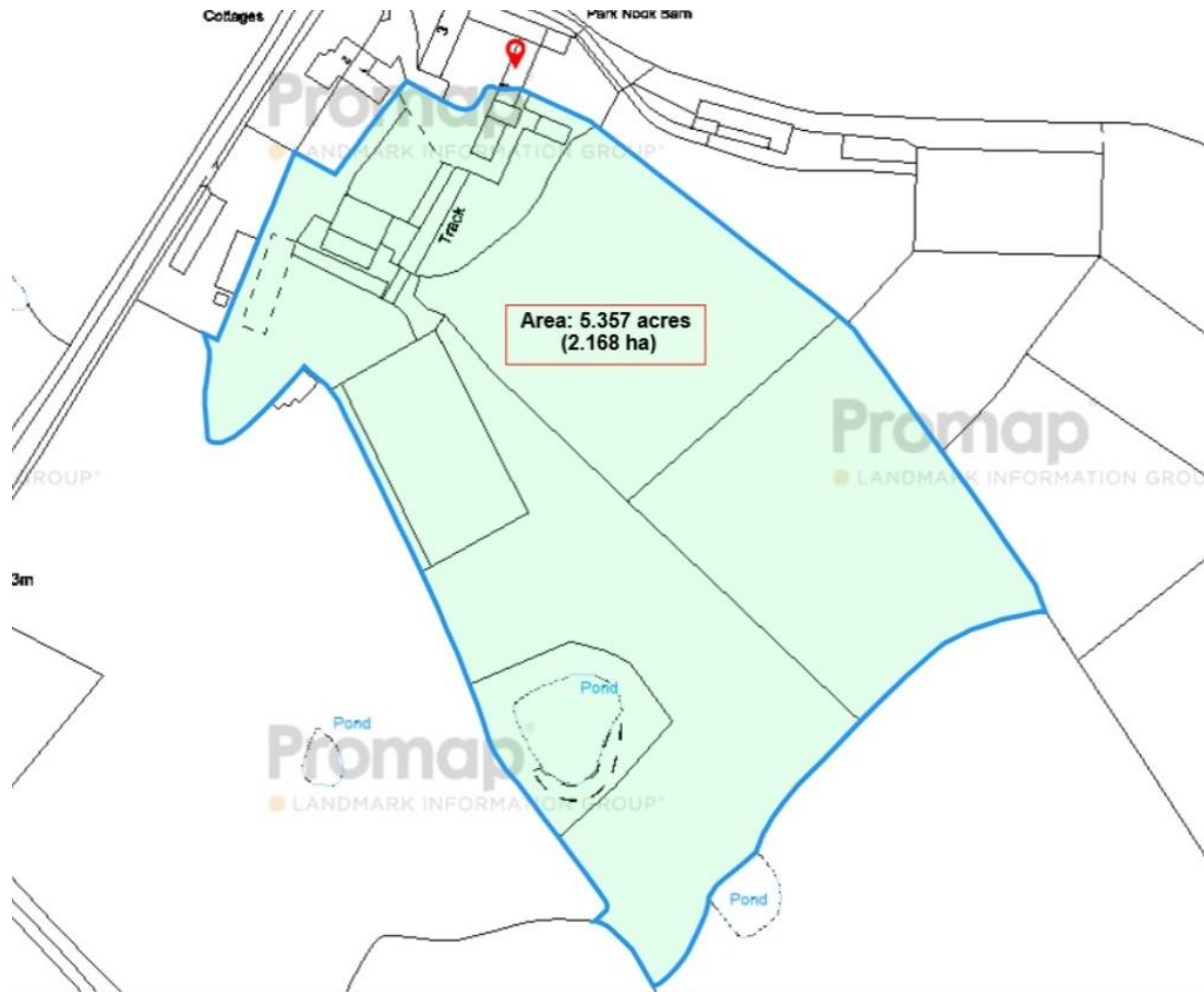 Cottages
Park Nook Barn
3
Promap
LANDMARK INFORMATION GROUP
Track
Area: 5.357 acres
(2.168 ha)
Promap
GROUP
LANDMARK INFORMATION GROU
3m
Pond
Pond
Promap
LANDMARK INFORMATION GROUP
Pond